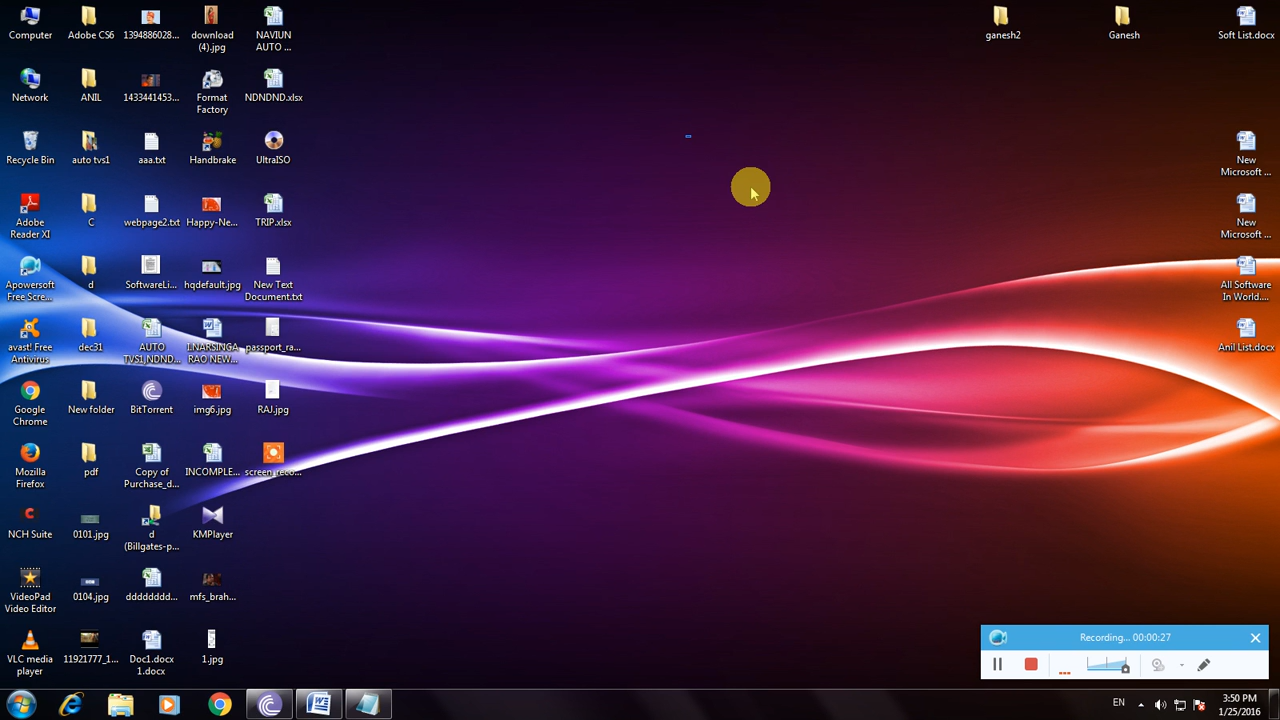 Computer
Adobe CS6
1394886028...
download
(4).jpg
NAVIUN
AUTO ...
ganesh2
Ganesh
Soft List.docx
Network
ANIL
1433441453...
Format
Factory
NDNDND.xlsx
Recycle Bin
auto tvs1
aaa.txt
Handbrake
UltraISO
New
Microsoft ...
Adobe
Reader XI
C
webpage2.txt
Happy-Ne...
TRIP.xlsx
New
Microsoft ...
Apowersoft
Free Scre...
d
SoftwareLi...
hqdefault.jpg
New Text
Document.txt
All Software
In World....
avast! Free
Antivirus
dec31
AUTO
TVS1,NDND...
I.NARSINGA
RAO NEW...
passport_ra...
Anil List.docx
Google
Chrome
New folder
BitTorrent
img6.jpg
RAJ.jpg
Mozilla
Firefox
pdf
Copy of
Purchase_d...
INCOMPLE...
screen_reco...
NCH Suite
0101.jpg
d
(Billgates-p...
KMPlayer
VideoPad
Video Editor
0104.jpg
ddddddd...
mfs_brah...
VLC media
player
11921777_1...
Doc1.docx
1.docx
1.jpg
Recording... 00:00:27
EN
3:50 PM
1/25/2016